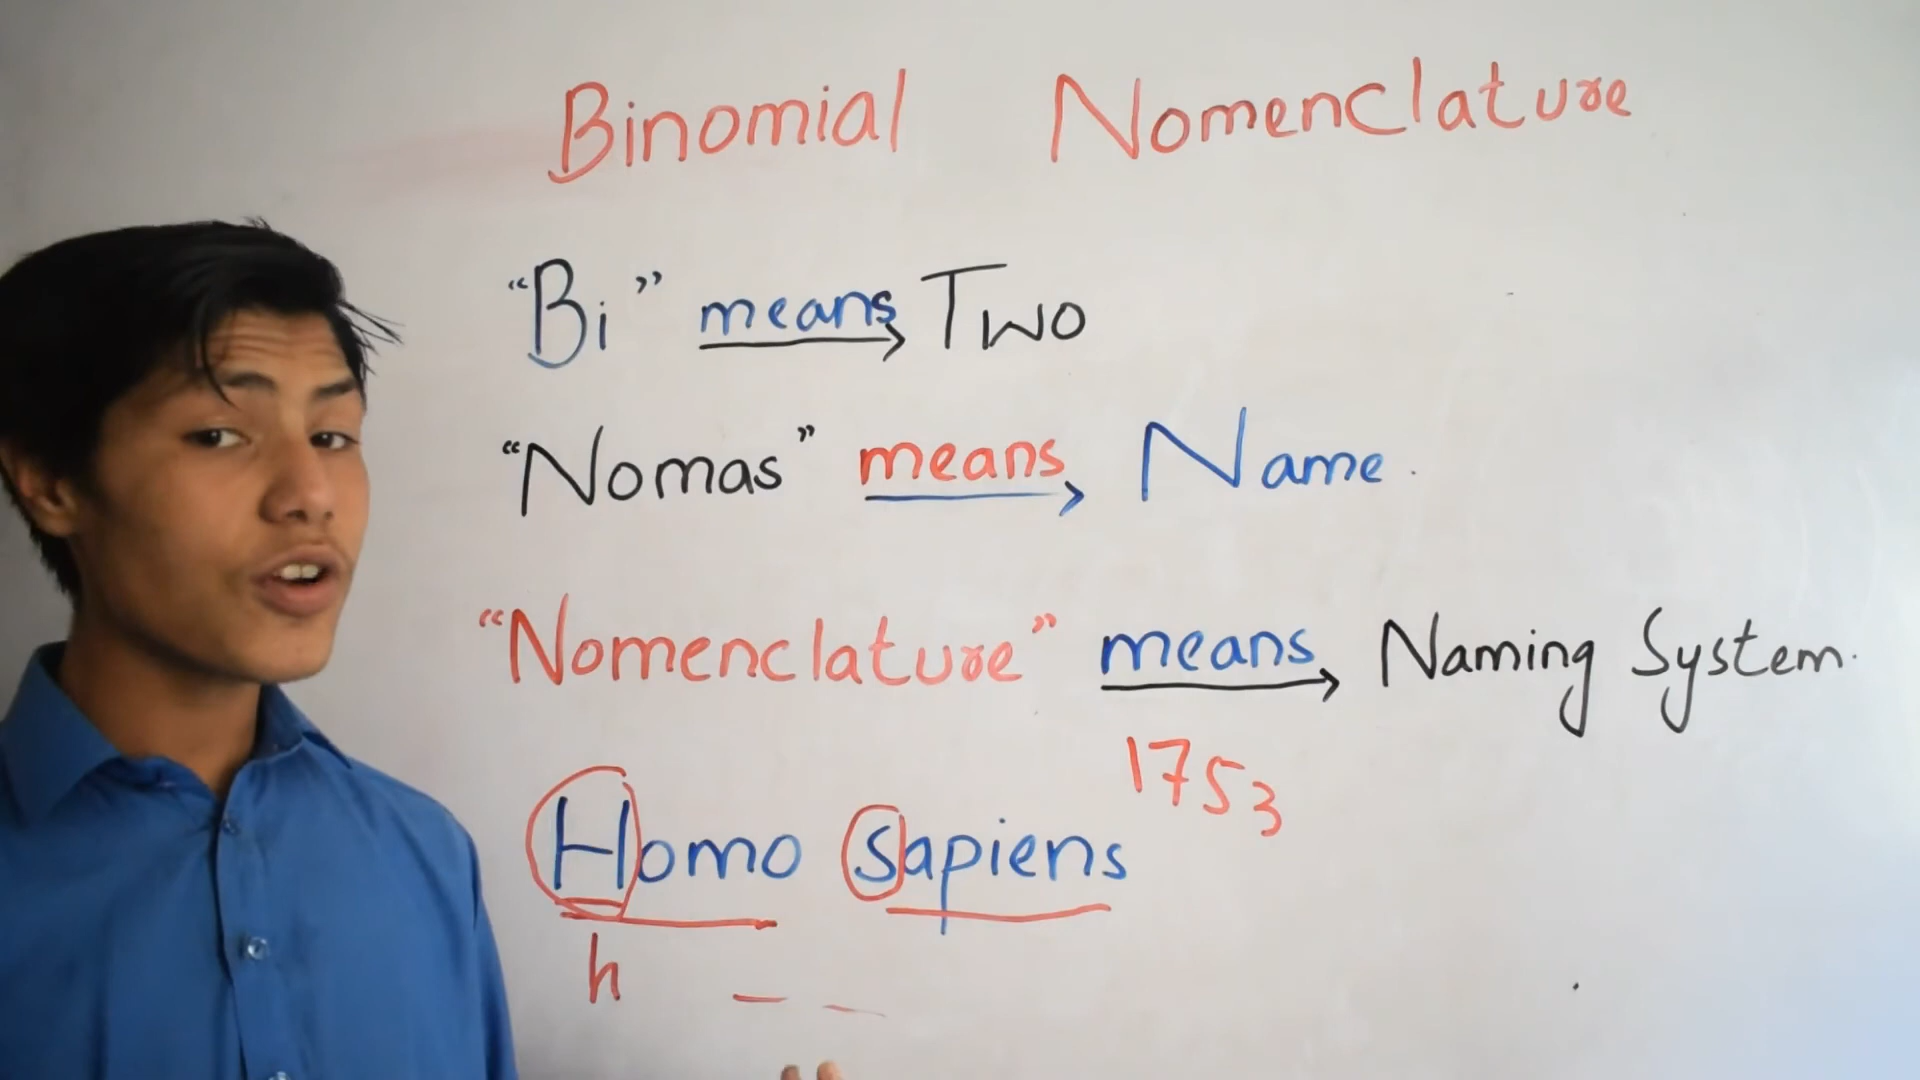 Binomial Nomenclature
“Bi” means Two
“Nomas” means Name.
“Nomenclature” means Naming System.
1753
Homo sapiens
h